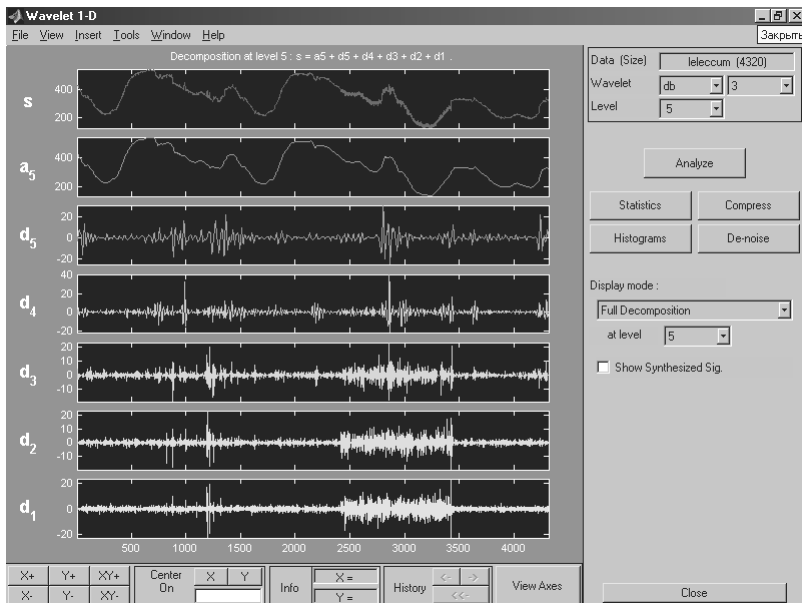 Wavelet 1-D
File View Insert Tools Window Help
Закрыть
Decomposition at level 5 : s = a5 + d5 + d4 + d3 + d2 + d1 .
s
400
200
a5
400
200
d5
20
0
-20
d4
40
20
0
-20
d3
20
10
0
-10
d2
20
10
0
-10
d1
20
0
-20
500 1000 1500 2000 2500 3000 3500 4000
Data (Size) leleccum (4320)
Wavelet db 3
Level 5
Analyze
Statistics Compress
Histograms De-noise
Display mode :
Full Decomposition
at level 5
Show Synthesized Sig.
X+ Y+ XY+
X- Y- XY-
Center On X Y
Info X = Y =
History <- -> <<-
View Axes
Close